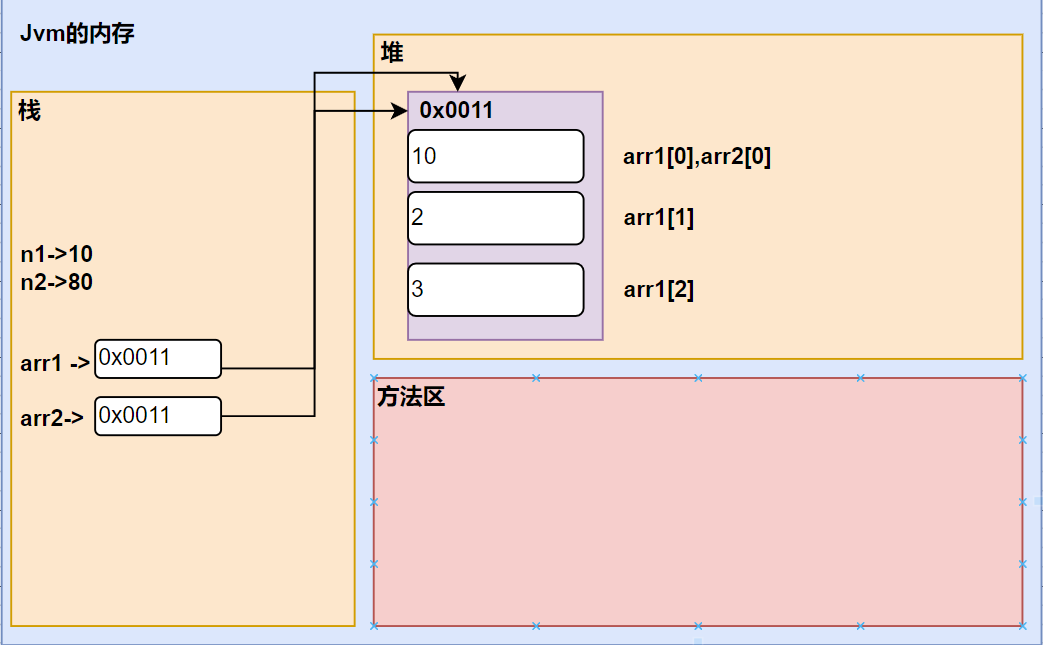 Jvm的内存
栈
n1->10
n2->80
arr1 -> 0x0011
arr2-> 0x0011
堆
0x0011
10 arr1[0],arr2[0]
2 arr1[1]
3 arr1[2]
方法区